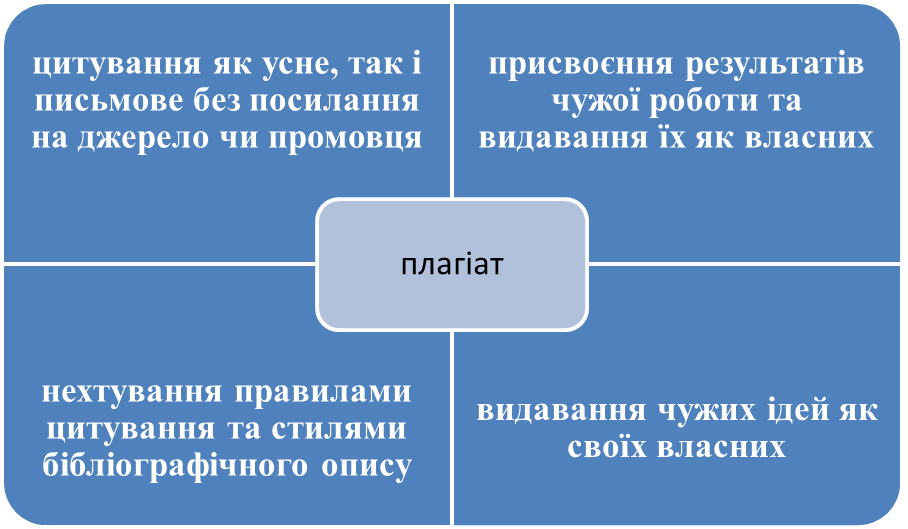 цитування як усне, так і
письмове без посилання
на джерело чи промовця
присвоєння результатів
чужої роботи та
видавання їх як власних
плагіат
нехтування правилами
цитування та стилями
бібліографічного опису
видавання чужих ідей як
своїх власних